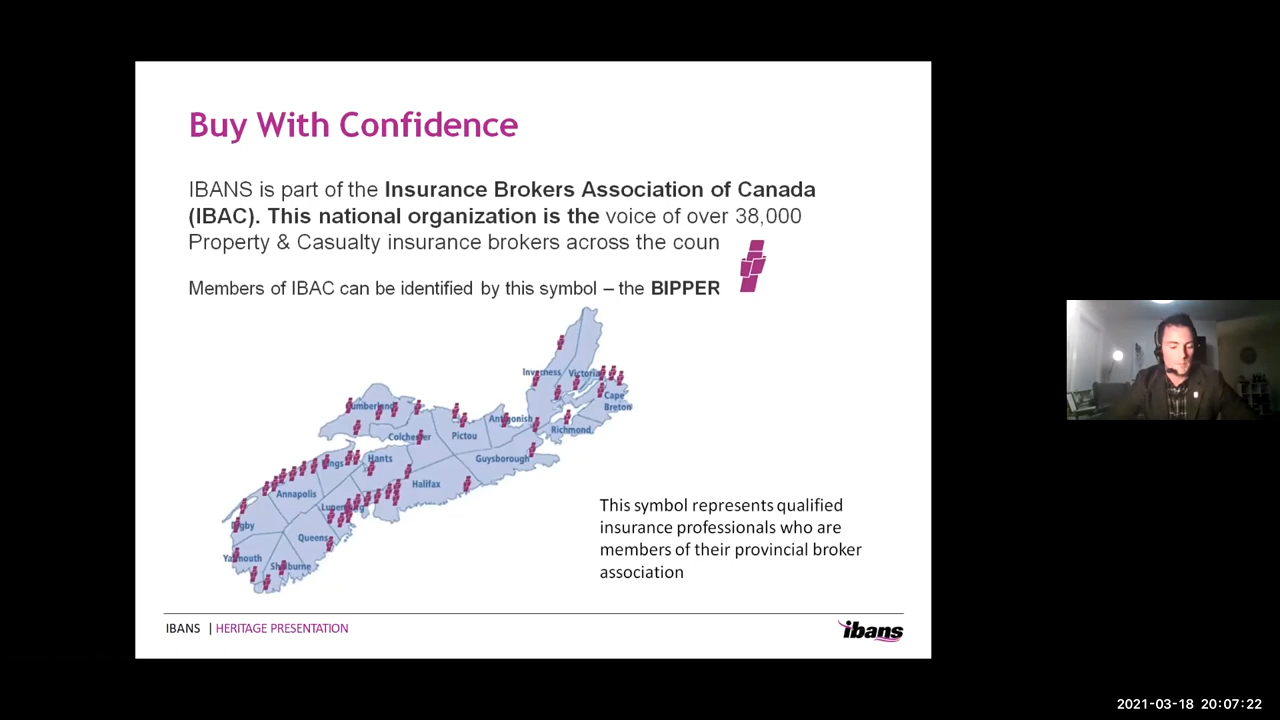 Buy With Confidence
IBANS is part of the Insurance Brokers Association of Canada
(IBAC). This national organization is the voice of over 38,000
Property & Casualty insurance brokers across the coun
Members of IBAC can be identified by this symbol – the BIPPER
Inverness Victoria
Cape
Breton
Cumberland
Antigonish
Richmond
Colchester Pictou
Kings Hants
Guysborough
Halifax
Annapolis
Lunenburg
Digby
Queens
Yarmouth
Shelburne
This symbol represents qualified
insurance professionals who are
members of their provincial broker
association
IBANS | HERITAGE PRESENTATION
ibans
2021-03-18 20:07:22